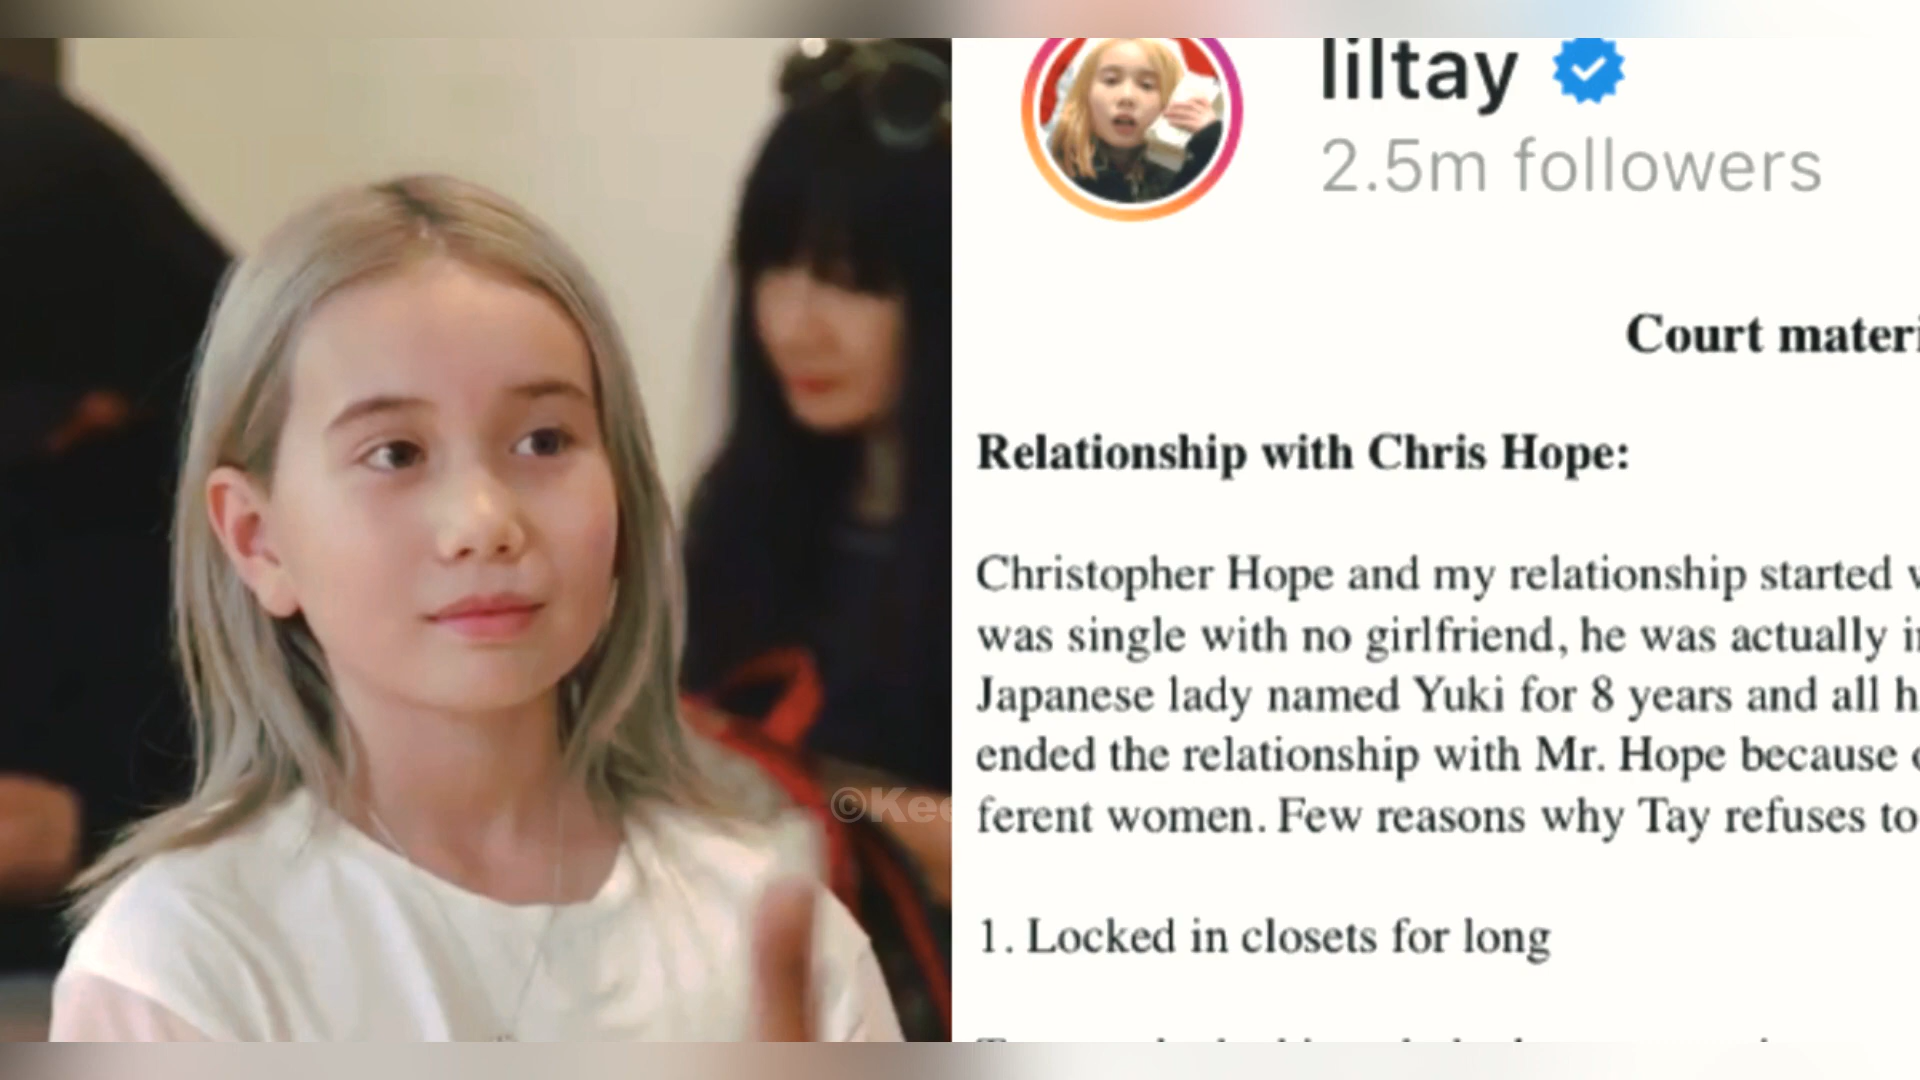 liltay
2.5m followers
Court materi
Relationship with Chris Hope:
Christopher Hope and my relationship started
was single with no girlfriend, he was actually
Japanese lady named Yuki for 8 years and all
ended the relationship with Mr. Hope because
ferent women. Few reasons why Tay refuses to
©Kee
1. Locked in closets for long